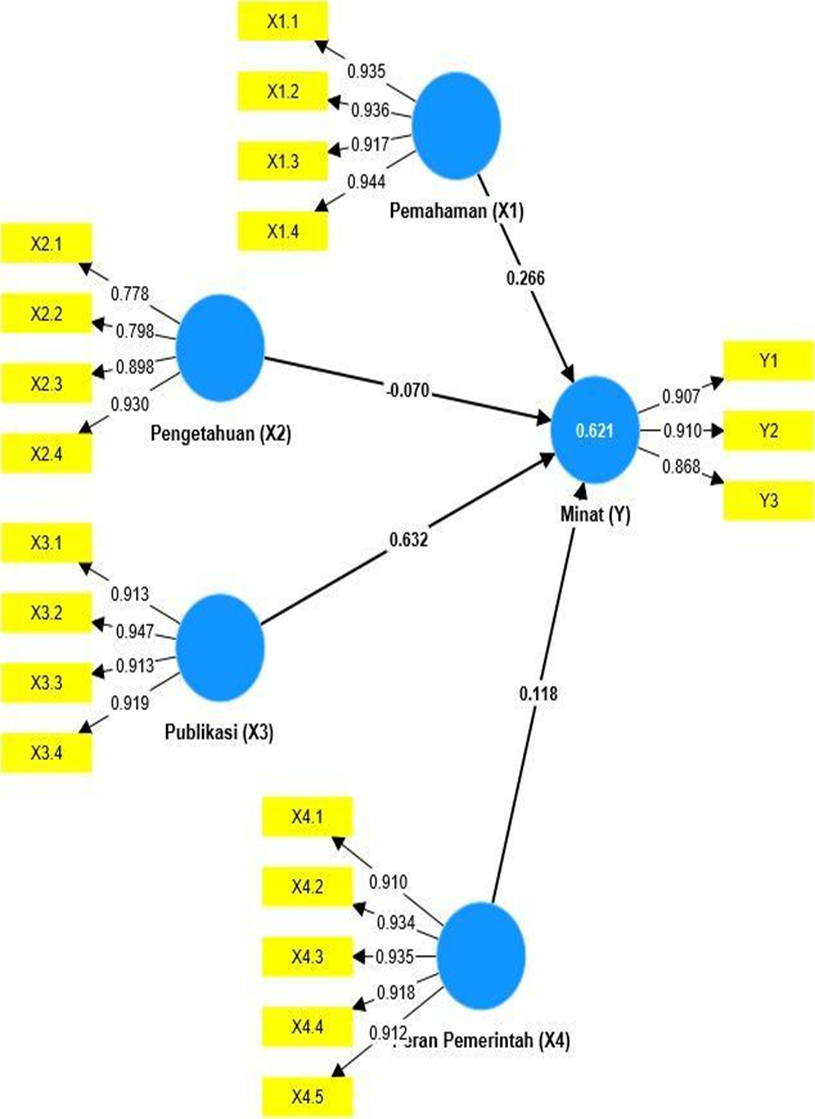 X1.1
0.935
X1.2
0.936
X1.3
0.917
X1.4
0.944
Pemahaman (X1)
0.266
X2.1
0.778
X2.2
0.798
X2.3
0.898
X2.4
0.930
Pengetahuan (X2)
-0.070
X3.1
0.913
X3.2
0.947
X3.3
0.913
X3.4
0.919
Publikasi (X3)
0.632
0.621
Minat (Y)
0.907
Y1
0.910
Y2
0.868
Y3
0.118
X4.1
0.910
X4.2
0.934
X4.3
0.935
X4.4
0.918
X4.5
0.912
Peran Pemerintah (X4)